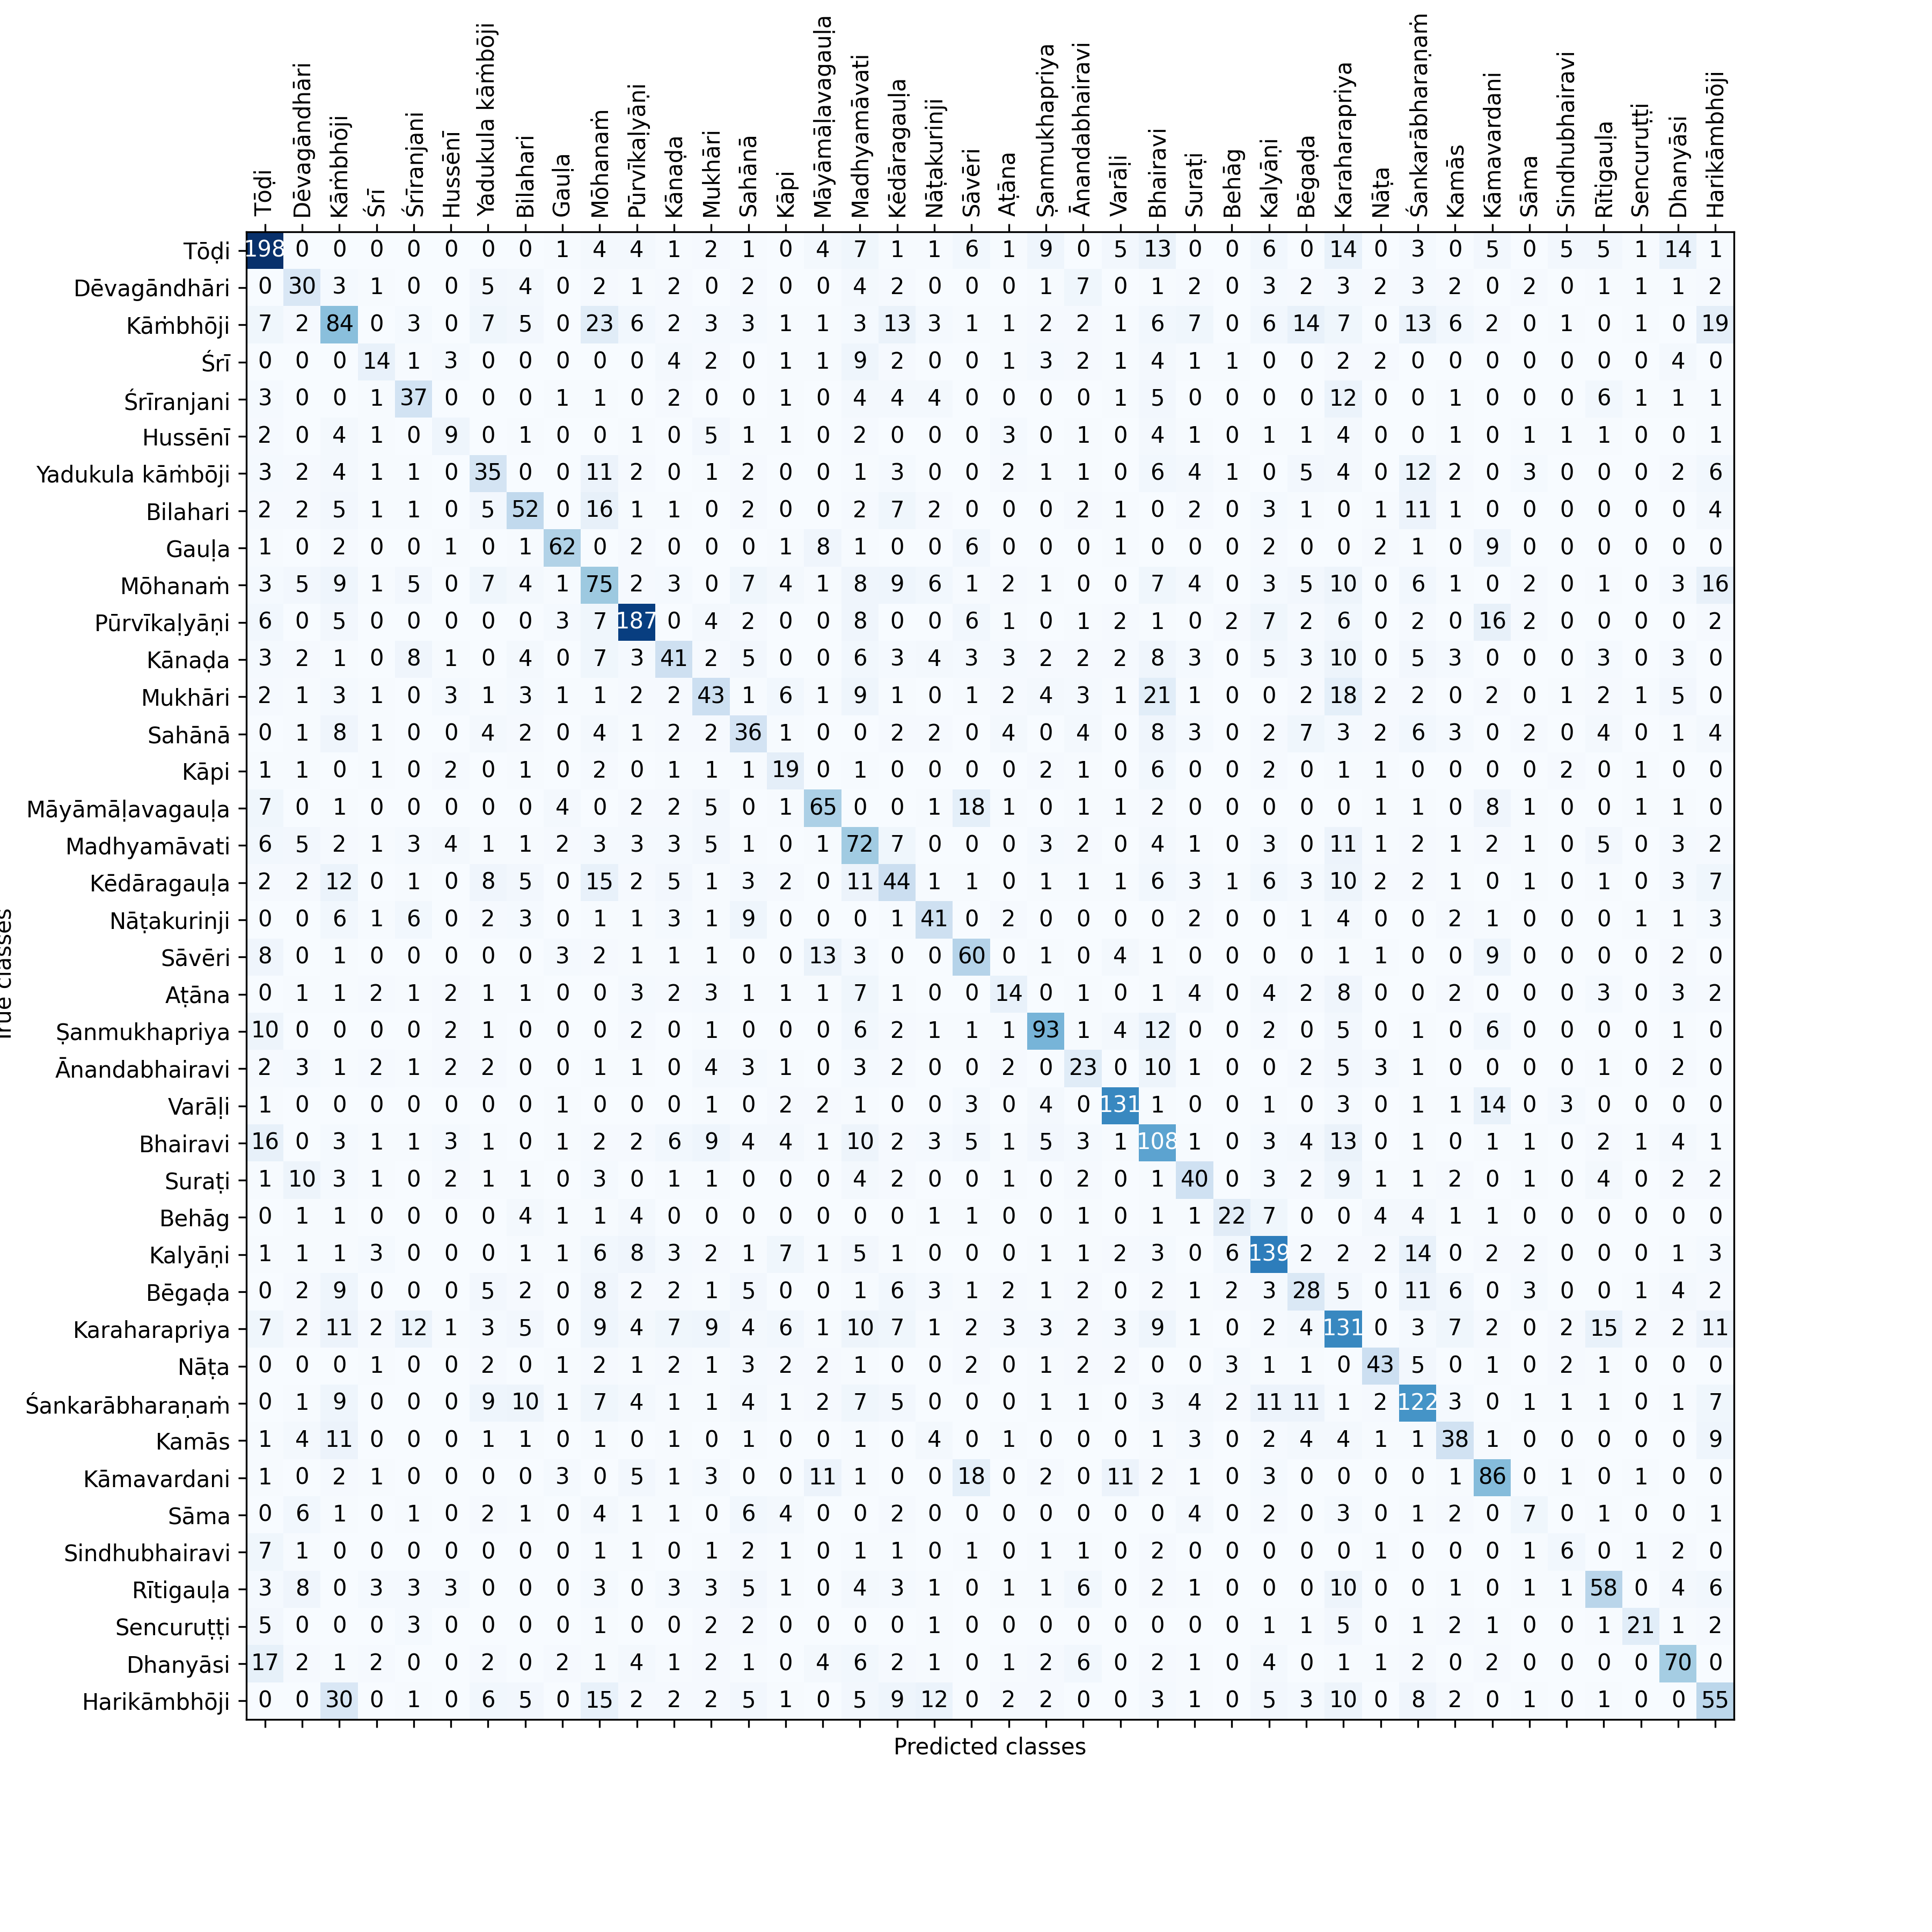 Tōḍi Dēvagāndhāri Kāṁbhōji Śrī Śrīranjani Hussēnī Yadukula kāṁbōji Bilahari Gauḷa Mōhanaṁ Pūrvīkaḷyāṇi Kānaḍa Mukhāri Sahānā Kāpi Māyāmāḷavagauḷa Madhyamāvati Kēdāragauḷa Nāṭakurinji Sāvēri Aṭāna Ṣanmukhapriya Ānandabhairavi Varāḷi Bhairavi Suraṭi Behāg Kalyāṇi Bēgaḍa Karaharapriya Nāṭa Śankarābharaṇaṁ Kamās Kāmavardani Sāma Sindhubhairavi Rītigauḷa Sencuruṭṭi Dhanyāsi Harikāmbhōji
Tōḍi 198 0 0 0 0 0 0 0 1 4 4 1 2 1 0 4 7 1 1 6 1 9 0 5 13 0 0 6 0 14 0 3 0 5 0 5 5 1 14 1
Dēvagāndhāri 0 30 3 1 0 0 5 4 0 2 1 2 0 2 0 0 4 2 0 0 0 1 7 0 1 2 0 3 2 3 2 3 2 0 2 0 1 1 1 2
Kāṁbhōji 7 2 84 0 3 0 7 5 0 23 6 2 3 3 1 1 3 13 3 1 1 2 2 1 6 7 0 6 14 7 0 13 6 2 0 1 0 1 0 19
Śrī 0 0 0 14 1 3 0 0 0 0 0 4 2 0 1 1 9 2 0 0 1 3 2 1 4 1 1 0 0 2 2 0 0 0 0 0 0 0 4 0
Śrīranjani 3 0 0 1 37 0 0 0 1 1 0 2 0 0 1 0 4 4 4 0 0 0 0 1 5 0 0 0 0 12 0 0 1 0 0 0 6 1 1 1
Hussēnī 2 0 4 1 0 9 0 1 0 0 1 0 5 1 1 0 2 0 0 0 3 0 1 0 4 1 0 1 1 4 0 0 1 0 1 1 1 0 0 1
Yadukula kāṁbōji 3 2 4 1 1 0 35 0 0 11 2 0 1 2 0 0 1 3 0 0 2 1 1 0 6 4 1 0 5 4 0 12 2 0 3 0 0 0 2 6
Bilahari 2 2 5 1 1 0 5 52 0 16 1 1 0 2 0 0 2 7 2 0 0 0 2 1 0 2 0 3 1 0 1 11 1 0 0 0 0 0 0 4
Gauḷa 1 0 2 0 0 1 0 1 62 0 2 0 0 0 1 8 1 0 0 6 0 0 0 1 0 0 0 2 0 0 2 1 0 9 0 0 0 0 0 0
Mōhanaṁ 3 5 9 1 5 0 7 4 1 75 2 3 0 7 4 1 8 9 6 1 2 1 0 0 7 4 0 3 5 10 0 6 1 0 2 0 1 0 3 16
Pūrvīkaḷyāṇi 6 0 5 0 0 0 0 0 3 7 187 0 4 2 0 0 8 0 0 6 1 0 1 2 1 0 2 7 2 6 0 2 0 16 2 0 0 0 0 2
Kānaḍa 3 2 1 0 8 1 0 4 0 7 3 41 2 5 0 0 6 3 4 3 3 2 2 2 8 3 0 5 3 10 0 5 3 0 0 0 3 0 3 0
Mukhāri 2 1 3 1 0 3 1 3 1 1 2 2 43 2 6 1 9 1 0 1 2 4 3 1 21 1 0 0 2 18 2 2 0 2 0 1 2 1 5 0
Sahānā 0 1 8 1 0 0 4 2 0 4 1 2 2 36 1 0 0 2 2 0 4 0 4 0 8 3 0 2 7 3 2 6 3 0 2 0 4 0 1 4
Kāpi 1 1 0 1 0 2 0 1 0 2 0 1 1 1 19 0 1 0 0 0 0 2 1 0 6 0 0 2 0 1 1 0 0 0 0 2 0 1 0 0
Māyāmāḷavagauḷa 7 0 1 0 0 0 0 0 4 0 2 2 5 0 1 65 0 0 1 18 1 0 1 1 2 0 0 0 0 0 1 1 0 8 1 0 0 1 1 0
Madhyamāvati 6 5 2 1 3 4 1 1 2 3 3 3 5 1 0 1 72 7 0 0 0 3 2 0 4 1 0 3 0 11 1 2 1 2 1 0 5 0 3 2
Kēdāragauḷa 2 2 12 0 1 0 8 5 0 15 2 5 1 3 2 0 11 44 1 1 0 1 1 1 6 3 1 6 3 10 2 2 1 0 1 0 1 0 3 7
Nāṭakurinji 0 0 6 1 6 0 2 3 0 1 1 3 1 9 0 0 0 1 41 0 2 0 0 0 0 2 0 0 1 4 0 0 2 1 0 0 0 1 1 3
Sāvēri 8 0 1 0 0 0 0 0 3 2 1 1 1 0 0 13 3 0 0 60 0 1 0 4 1 0 0 0 0 1 1 0 0 9 0 0 0 0 2 0
Aṭāna 0 1 1 2 1 2 1 1 0 0 3 2 3 1 1 1 7 1 0 0 14 0 1 0 1 4 0 4 2 8 0 0 2 0 0 0 3 0 3 2
Ṣanmukhapriya 10 0 0 0 0 2 1 0 0 0 2 0 1 0 0 0 6 2 1 1 1 93 1 4 12 0 0 2 0 5 0 1 0 6 0 0 0 0 1 0
Ānandabhairavi 2 3 1 2 1 2 2 0 0 1 1 0 4 3 1 0 3 2 0 0 2 0 23 0 10 1 0 0 2 5 3 1 0 0 0 0 1 0 2 0
Varāḷi 1 0 0 0 0 0 0 0 1 0 0 0 1 0 2 2 1 0 0 3 0 4 0 131 1 0 0 1 0 3 0 1 1 14 0 3 0 0 0 0
Bhairavi 16 0 3 1 1 3 1 0 1 2 2 6 9 4 4 1 10 2 3 5 1 5 3 1 108 1 0 3 4 13 0 1 0 1 1 0 2 1 4 1
Suraṭi 1 10 3 1 0 2 1 1 0 3 0 1 1 0 0 0 4 2 0 0 1 0 2 0 1 40 0 3 2 9 1 1 2 0 1 0 4 0 2 2
Behāg 0 1 1 0 0 0 0 4 1 1 4 0 0 0 0 0 0 0 1 1 0 0 1 0 1 1 22 7 0 0 4 4 1 1 0 0 0 0 0 0
Kalyāṇi 1 1 1 3 0 0 0 1 1 6 8 3 2 1 7 1 5 1 0 0 0 1 1 2 3 0 6 139 2 2 2 14 0 2 2 0 0 0 1 3
Bēgaḍa 0 2 9 0 0 0 5 2 0 8 2 2 1 5 0 0 1 6 3 1 2 1 2 0 2 1 2 3 28 5 0 11 6 0 3 0 0 1 4 2
Karaharapriya 7 2 11 2 12 1 3 5 0 9 4 7 9 4 6 1 10 7 1 2 3 3 2 3 9 1 0 2 4 131 0 3 7 2 0 2 15 2 2 11
Nāṭa 0 0 0 1 0 0 2 0 1 2 1 2 1 3 2 2 1 0 0 2 0 1 2 2 0 0 3 1 1 0 43 5 0 1 0 2 1 0 0 0
Śankarābharaṇaṁ 0 1 9 0 0 0 9 10 1 7 4 1 1 4 1 2 7 5 0 0 0 1 1 0 3 4 2 11 11 1 2 122 3 0 1 1 1 0 1 7
Kamās 1 4 11 0 0 0 1 1 0 1 0 1 0 1 0 0 1 0 4 0 1 0 0 0 1 3 0 2 4 4 1 1 38 1 0 0 0 0 0 9
Kāmavardani 1 0 2 1 0 0 0 0 3 0 5 1 3 0 0 11 1 0 0 18 0 2 0 11 2 1 0 3 0 0 0 0 1 86 0 1 0 1 0 0
Sāma 0 6 1 0 1 0 2 1 0 4 1 1 0 6 4 0 0 2 0 0 0 0 0 0 0 4 0 2 0 3 0 1 2 0 7 0 1 0 0 1
Sindhubhairavi 7 1 0 0 0 0 0 0 0 1 1 0 1 2 1 0 1 1 0 1 0 1 1 0 2 0 0 0 0 0 1 0 0 0 1 6 0 1 2 0
Rītigauḷa 3 8 0 3 3 3 0 0 0 3 0 3 3 5 1 0 4 3 1 0 1 1 6 0 2 1 0 0 0 10 0 0 1 0 1 1 58 0 4 6
Sencuruṭṭi 5 0 0 0 3 0 0 0 0 1 0 0 2 2 0 0 0 0 1 0 0 0 0 0 0 0 0 1 1 5 0 1 2 1 0 0 1 21 1 2
Dhanyāsi 17 2 1 2 0 0 2 0 2 1 4 1 2 1 0 4 6 2 1 0 1 2 6 0 2 1 0 4 0 1 1 2 0 2 0 0 0 0 70 0
Harikāmbhōji 0 0 30 0 1 0 6 5 0 15 2 2 2 5 1 0 5 9 12 0 2 2 0 0 3 1 0 5 3 10 0 8 2 0 1 0 1 0 0 55
Predicted classes
classes